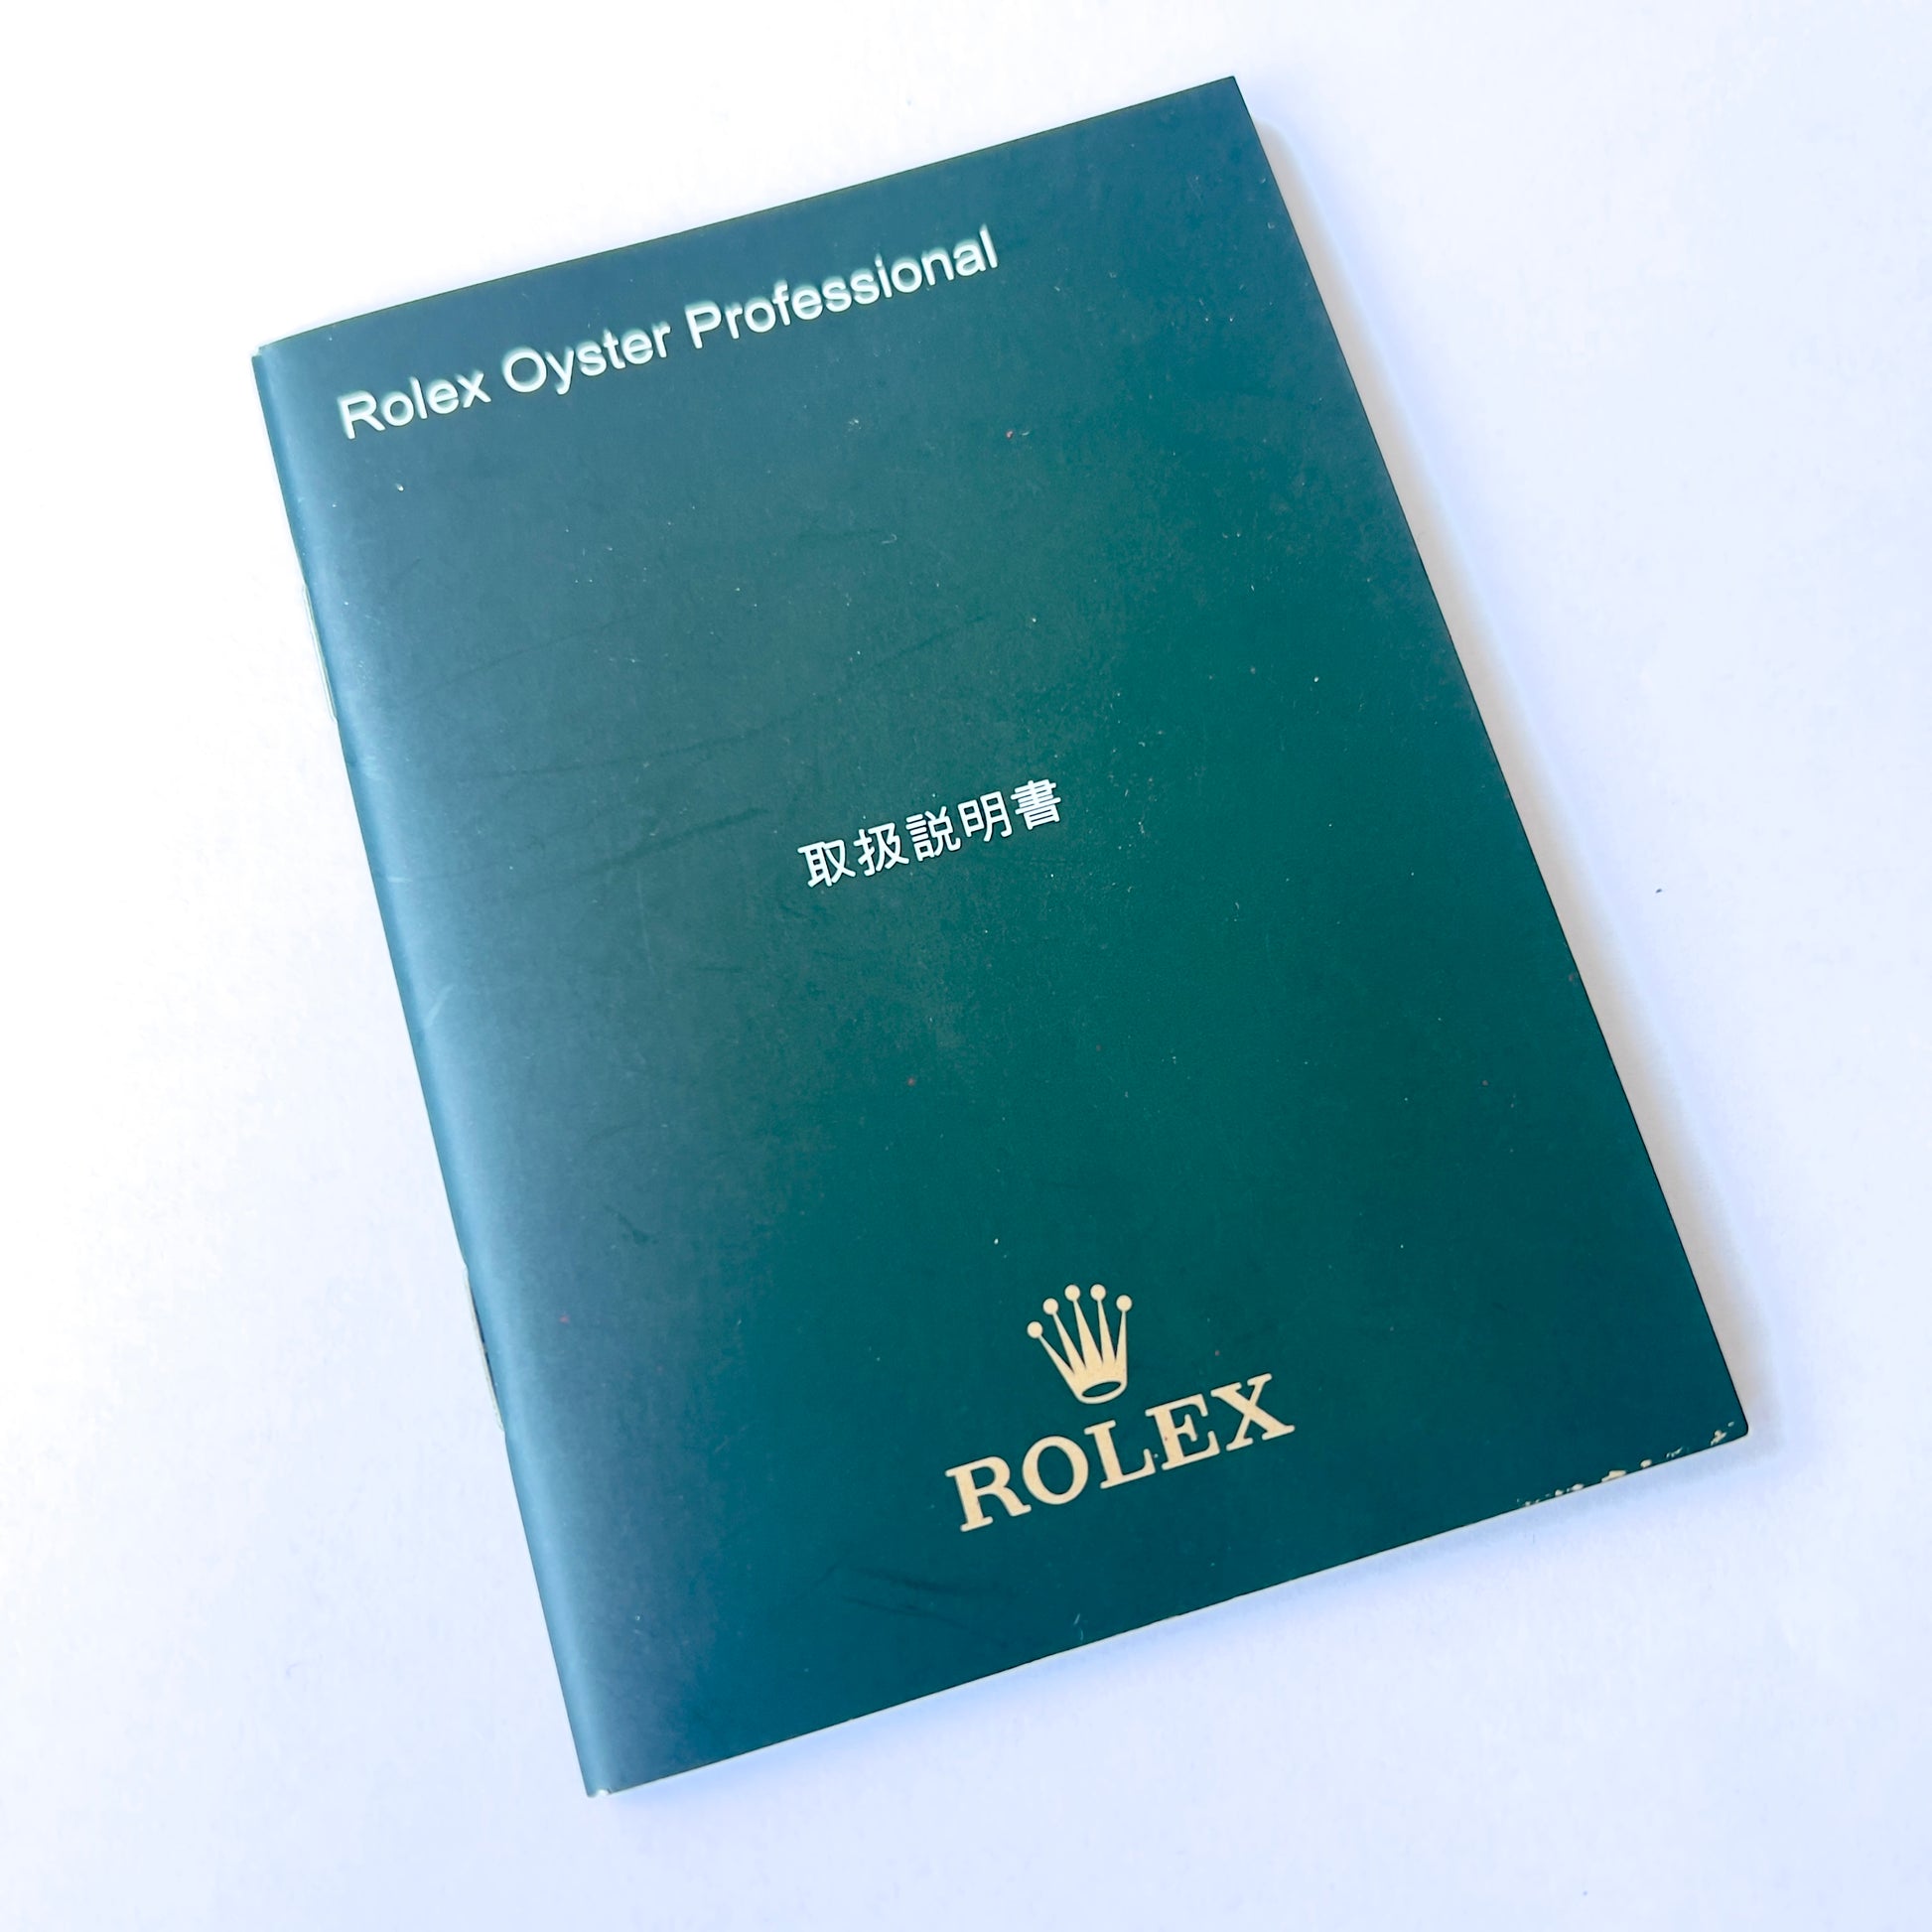 Rolex Oyster Professional
取扱説明書
ROLEX